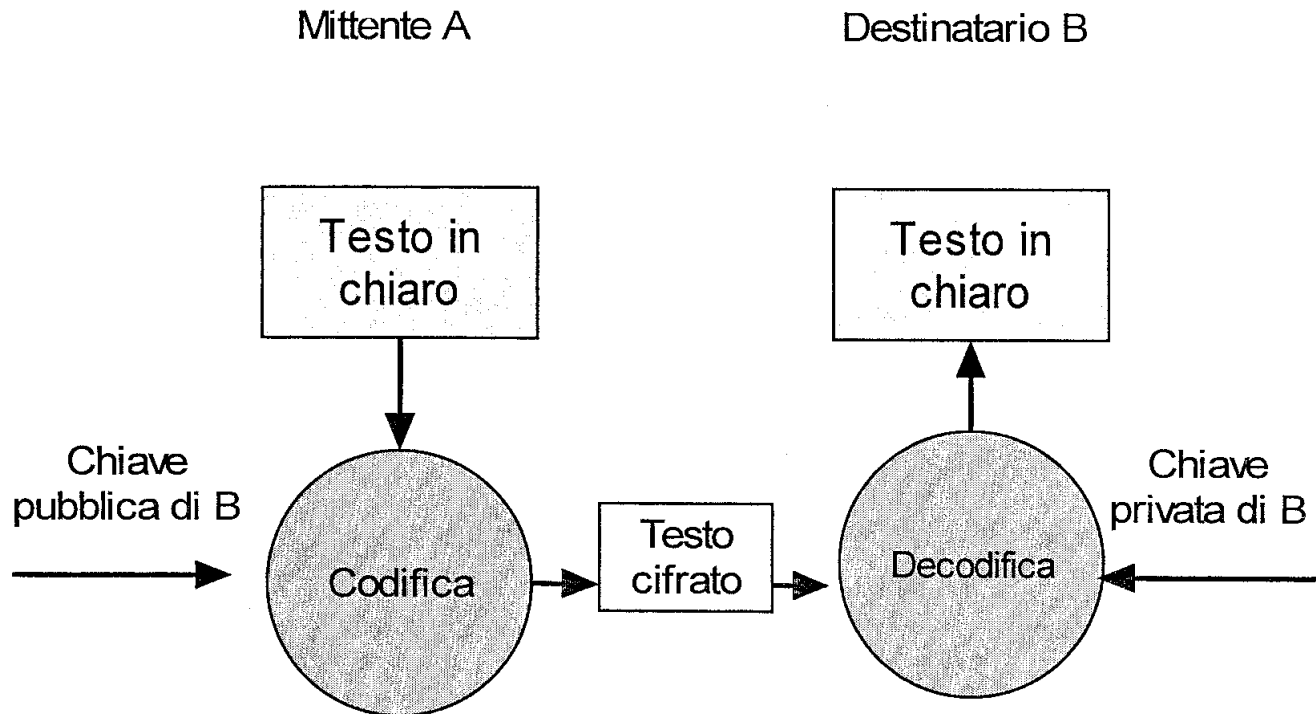 Mittente A
Destinatario B
Testo in
chiaro
Testo in
chiaro
Chiave
pubblica di B
Codifica
Testo
cifrato
Decodifica
Chiave
privata di B